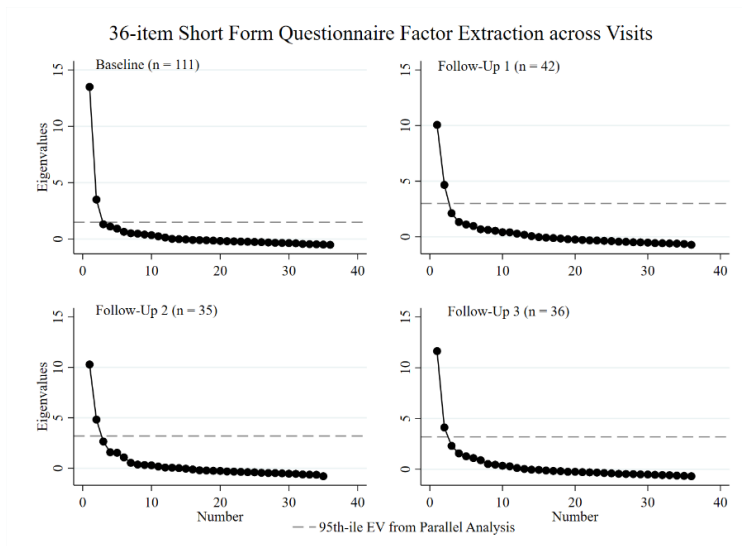 36-item Short Form Questionnaire Factor Extraction across Visits
Baseline (n = 111)
Eigenvalues
15
10
5
0
0 10 20 30 40
Follow-Up 1 (n = 42)
15
10
5
0
0 10 20 30 40
Follow-Up 2 (n = 35)
Eigenvalues
15
10
5
0
0 10 20 30 40
Number
Follow-Up 3 (n = 36)
15
10
5
0
0 10 20 30 40
Number
95th-ile EV from Parallel Analysis